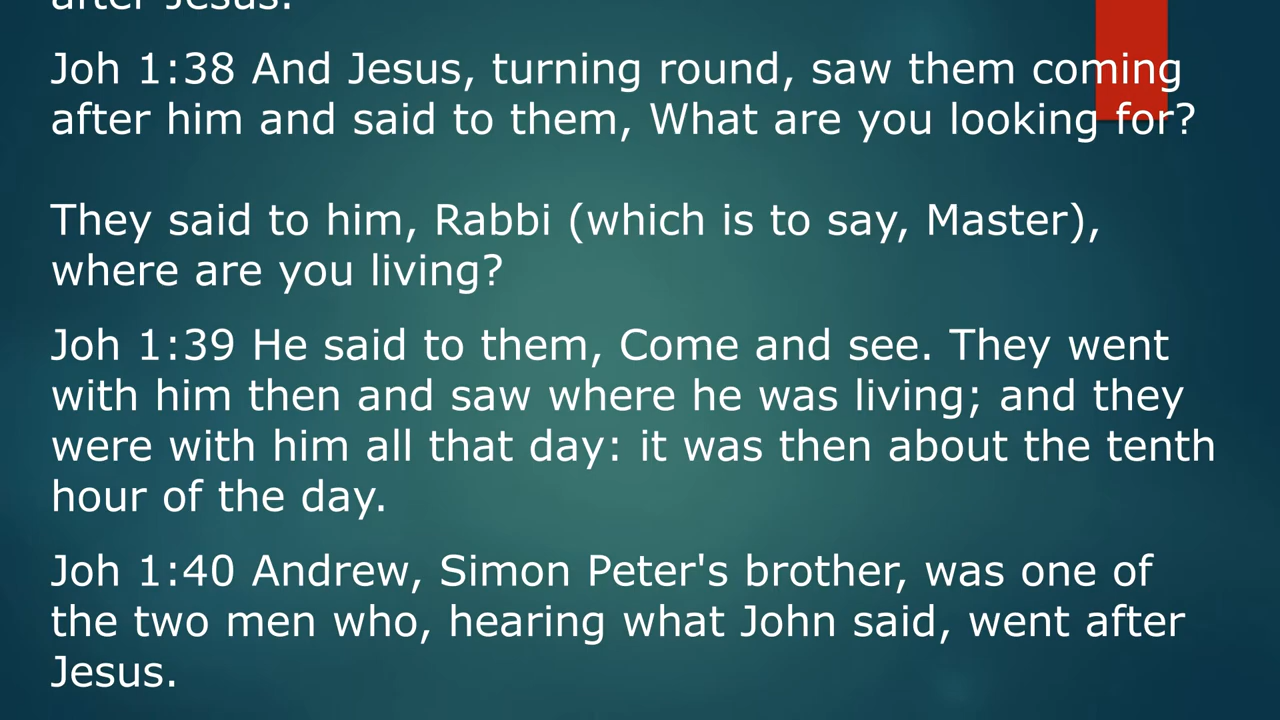 after Jesus.
Joh 1:38 And Jesus, turning round, saw them coming
after him and said to them, What are you looking for?
They said to him, Rabbi (which is to say, Master),
where are you living?
Joh 1:39 He said to them, Come and see. They went
with him then and saw where he was living; and they
were with him all that day: it was then about the tenth
hour of the day.
Joh 1:40 Andrew, Simon Peter's brother, was one of
the two men who, hearing what John said, went after
Jesus.